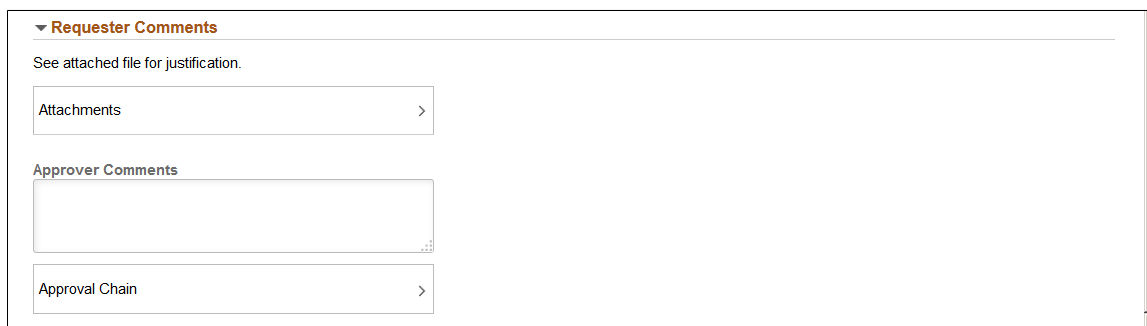 Requester Comments
See attached file for justification.
Attachments
Approver Comments
Approval Chain